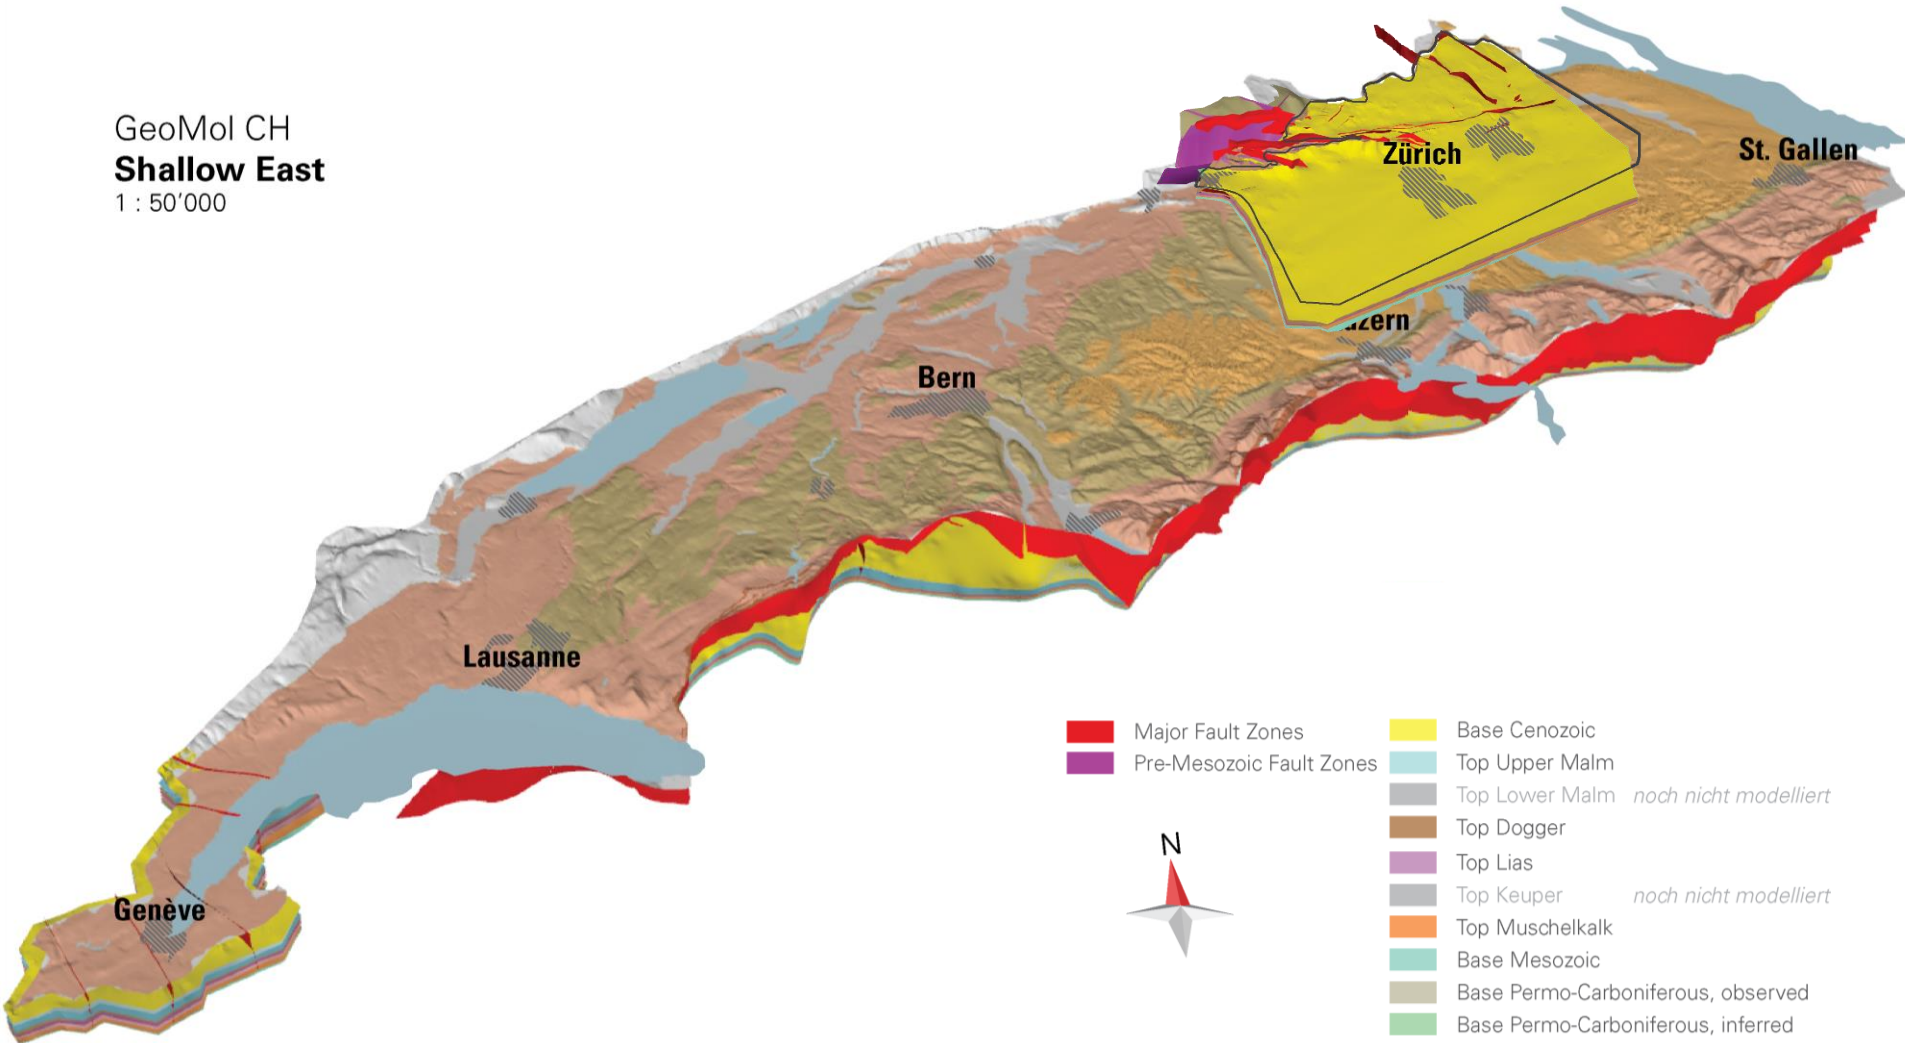 GeoMol CH
Shallow East
1 : 50'000
Zürich
St. Gallen
Bern
Lausanne
Genève
Major Fault Zones
Pre-Mesozoic Fault Zones
Base Cenozoic
Top Upper Malm
Top Lower Malm noch nicht modelliert
Top Dogger
Top Lias
Top Keuper noch nicht modelliert
Top Muschelkalk
Base Mesozoic
Base Permo-Carboniferous, observed
Base Permo-Carboniferous, inferred
N